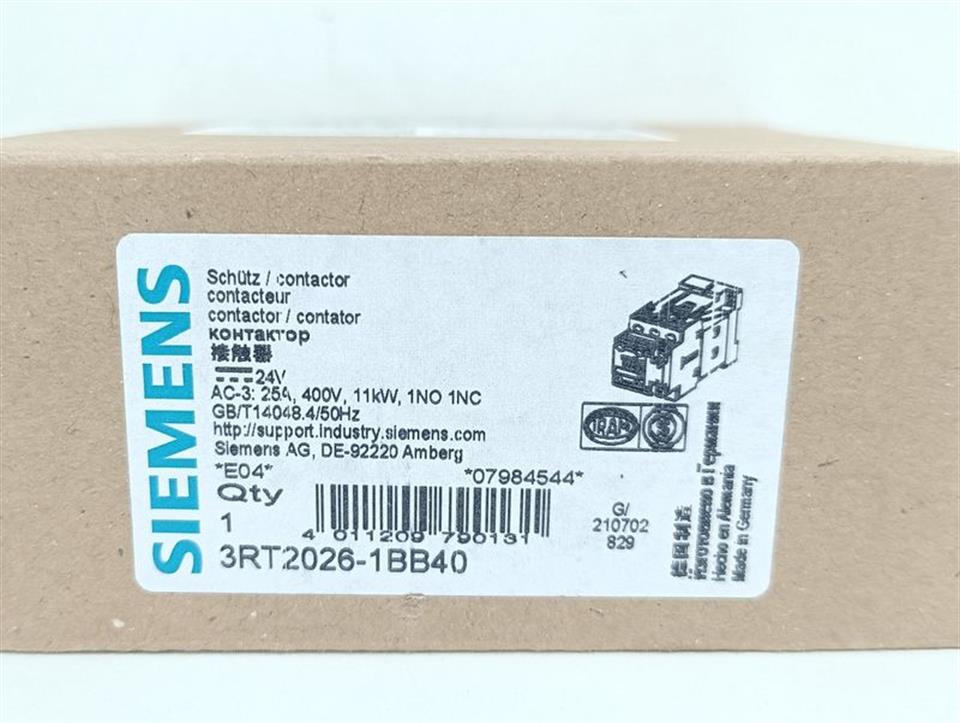 SIEMENS
Schütz / contactor
contacteur
contactor / contator
контактор
接触器
24V
AC-3: 25A, 400V, 11kW, 1NO 1NC
GB/T14048.4/50Hz
http://support.industry.siemens.com
Siemens AG, DE-92220 Amberg
*E04* *07984544*
Qty
1
4 011209 790131
3RT2026-1BB40
IRAM
S
G/
210702
829
德国制造
Изготовлено в Германии
Hecho en Alemania
Made in Germany